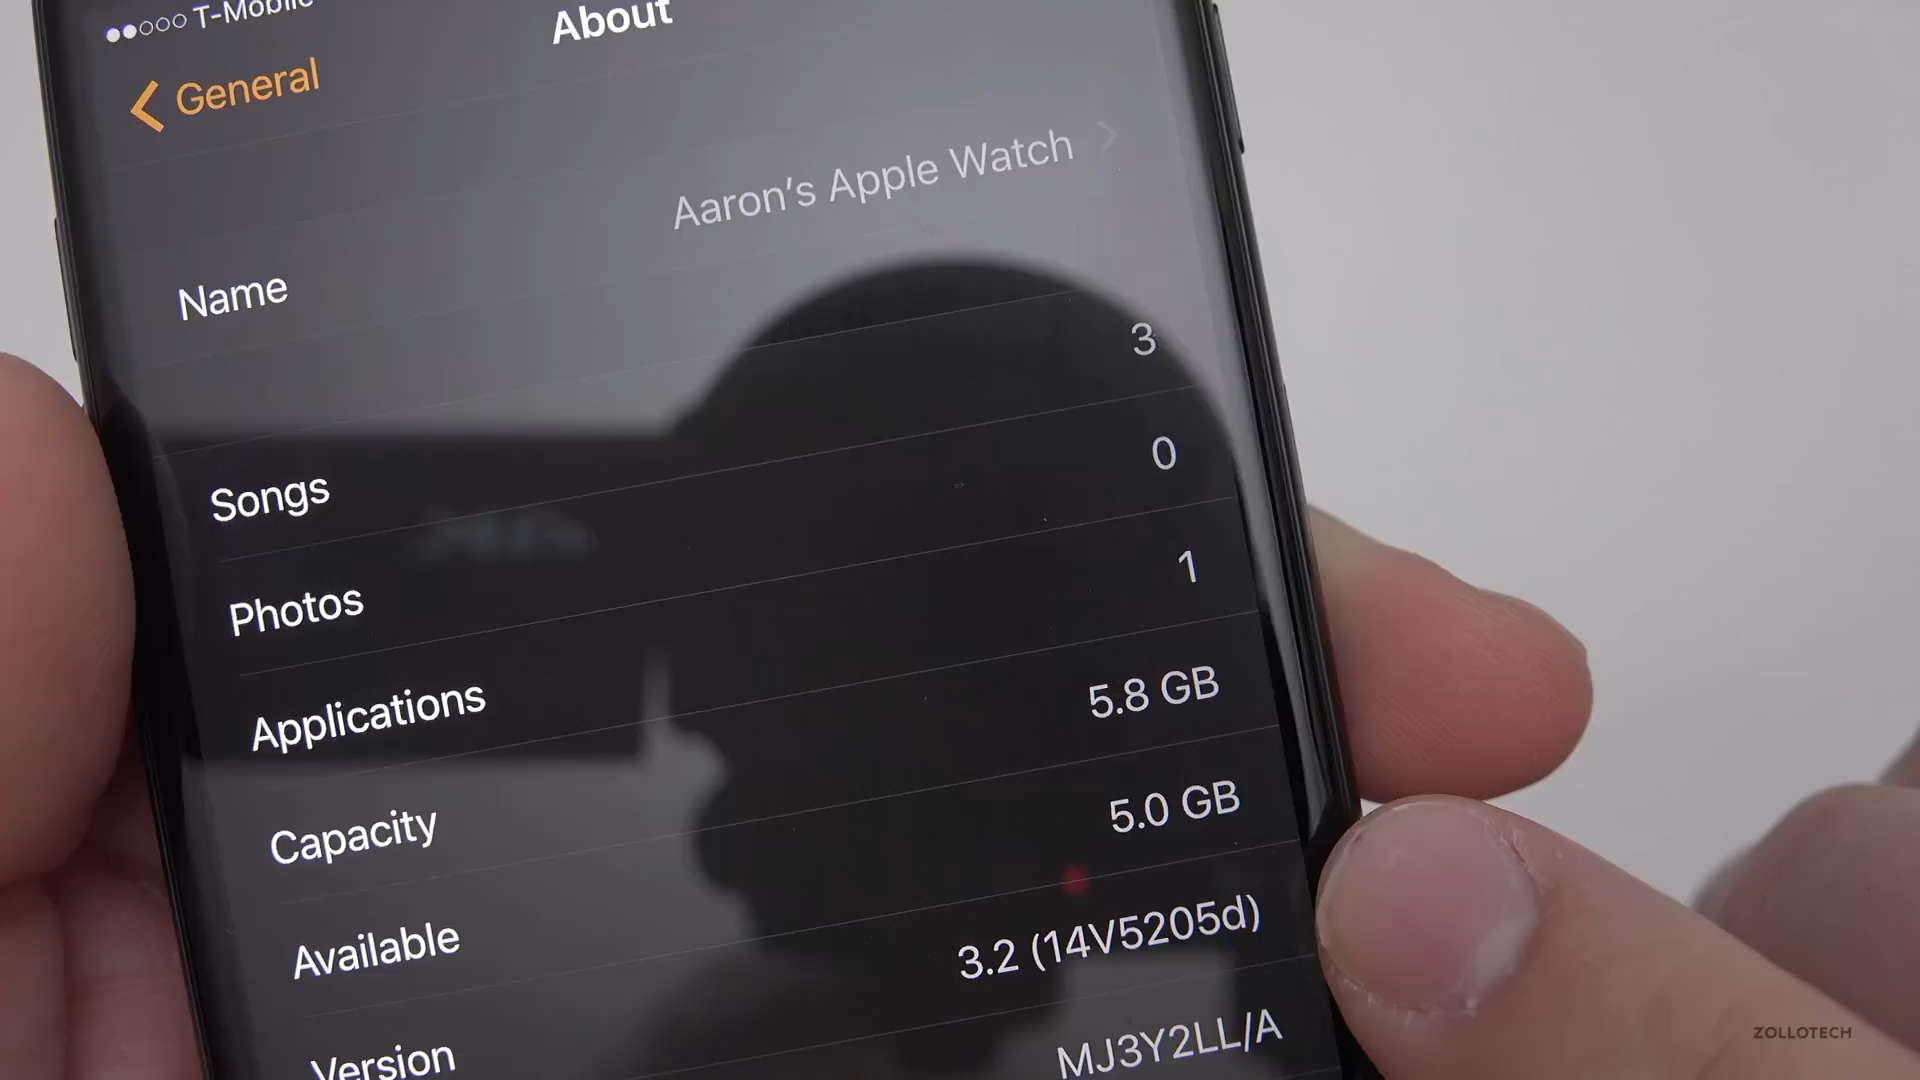 T-Mobile
About
General
Name Aaron's Apple Watch
Songs 3
Photos 0
Applications 1
Capacity 5.8 GB
Available 5.0 GB
Version 3.2 (14V5205d)
MJ3Y2LL/A
ZOLLOTECH